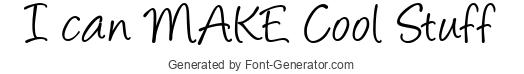 I can MAKE Cool Stuff
Generated by Font-Generator.com